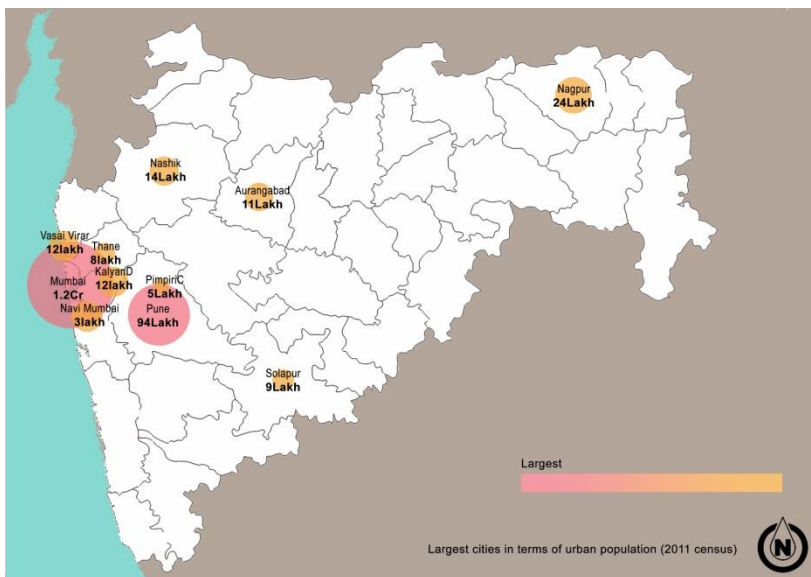 Nagpur
24Lakh
Nashik
14Lakh
Aurangabad
11Lakh
Vasai Virar
12lakh
Thane
8lakh
KalyanD
12lakh
Mumbai
1.2Cr
Navi Mumbai
3lakh
PimpiriC
5Lakh
Pune
94Lakh
Solapur
9Lakh
Largest
Largest cities in terms of urban population (2011 census)
N